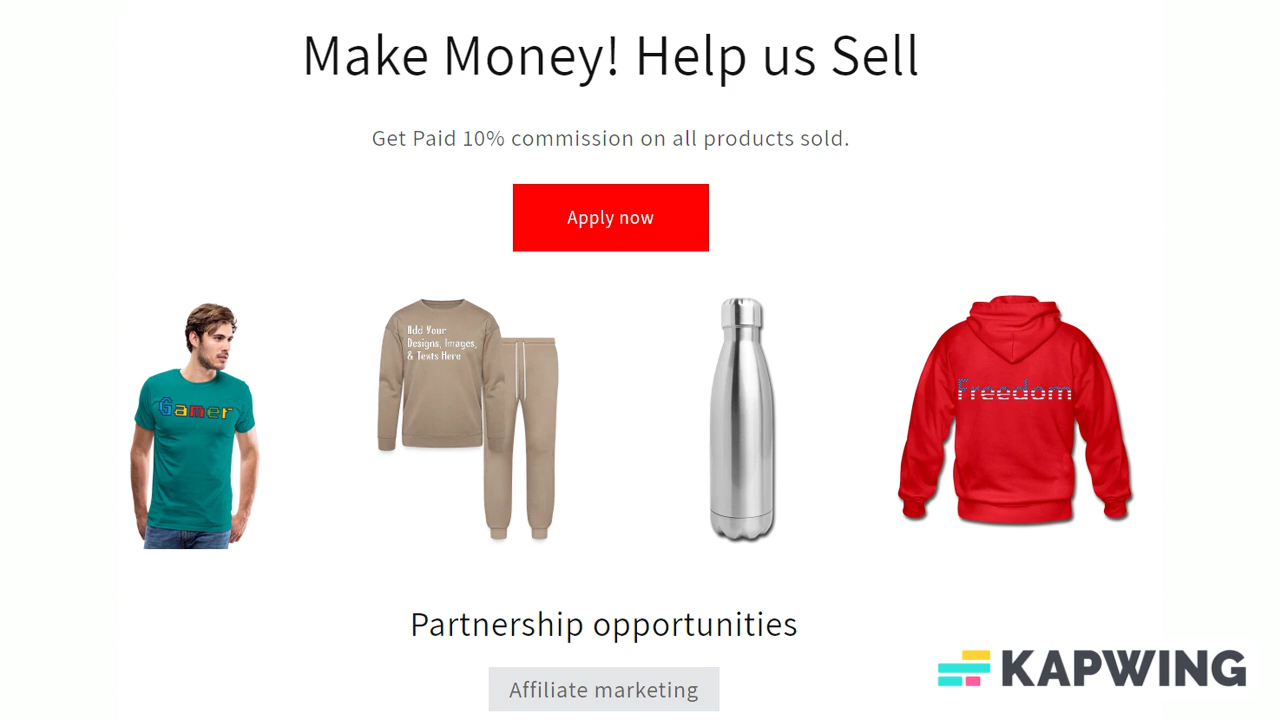 Make Money! Help us Sell
Get Paid 10% commission on all products sold.
Apply now
Gamer
Add Your
Designs, Images,
& Texts Here
Freedom
Partnership opportunities
Affiliate marketing
KAPWING